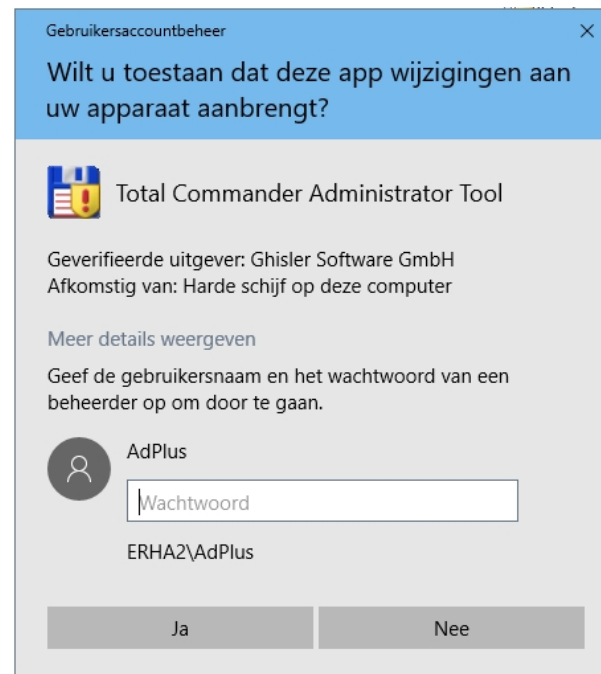 Gebruikersaccountbeheer
Wilt u toestaan dat deze app wijzigingen aan
uw apparaat aanbrengt?
Total Commander Administrator Tool
Geverifieerde uitgever: Ghisler Software GmbH
Afkomstig van: Harde schijf op deze computer
Meer details weergeven
Geef de gebruikersnaam en het wachtwoord van een
beheerder op om door te gaan.
AdPlus
Wachtwoord
ERHA2\AdPlus
Ja
Nee